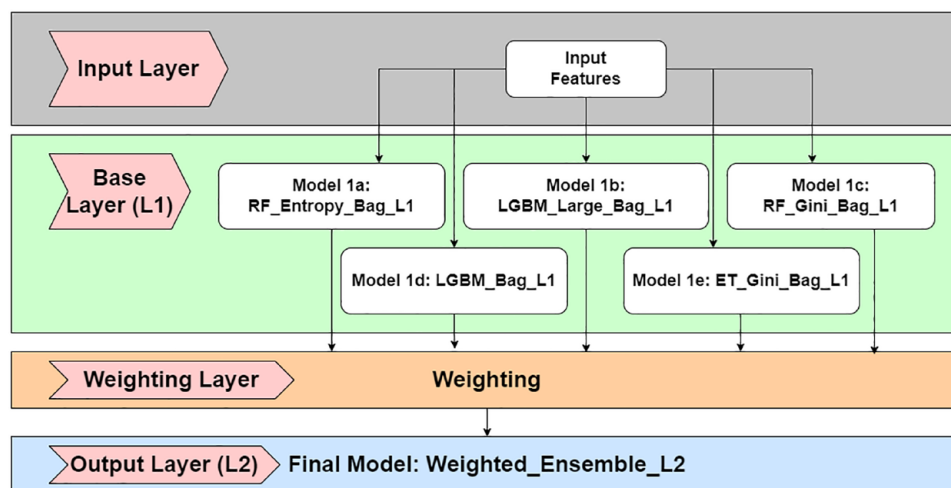 Input Layer
Input
Features
Base
Layer (L1)
Model 1a:
RF_Entropy_Bag_L1
Model 1b:
LGBM_Large_Bag_L1
Model 1c:
RF_Gini_Bag_L1
Model 1d: LGBM_Bag_L1
Model 1e: ET_Gini_Bag_L1
Weighting Layer
Weighting
Output Layer (L2)
Final Model: Weighted_Ensemble_L2